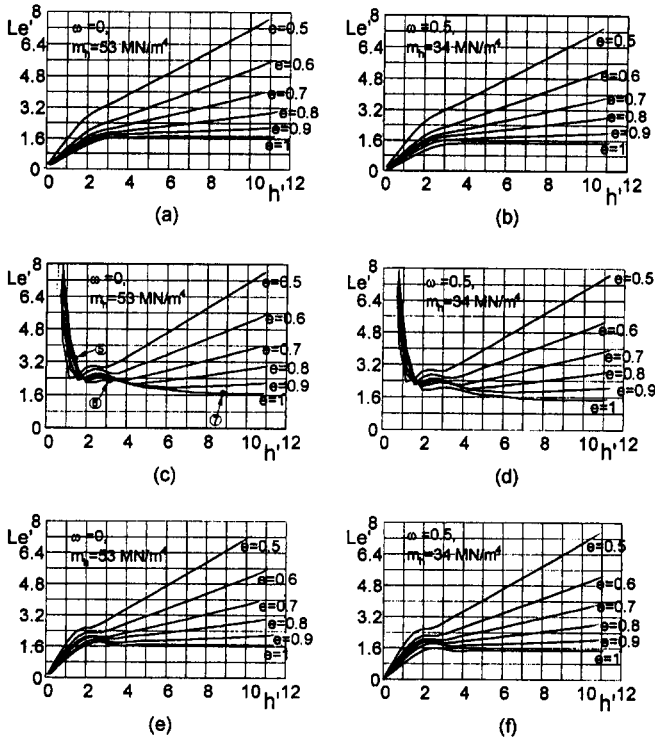 Le' 8 6.4 4.8 3.2 1.6 0
ω=0,
m_h=53 MN/m⁴
e=0.5
e=0.6
e=0.7
e=0.8
e=0.9
e=1
0 2 4 6 8 10 12
h'
(a)
8 6.4 4.8 3.2 1.6 0
ω=0.5,
m_h=34 MN/m⁴
e=0.5
e=0.6
e=0.7
e=0.8
e=0.9
e=1
0 2 4 6 8 10 12
h'
(b)
Le' 8 6.4 4.8 3.2 1.6 0
ω=0,
m_h=53 MN/m⁴
e=0.5
e=0.6
e=0.7
e=0.8
e=0.9
e=1
⑤
⑥
⑦
0 2 4 6 8 10 12
h'
(c)
Le' 8 6.4 4.8 3.2 1.6 0
ω=0.5,
m_h=34 MN/m⁴
e=0.5
e=0.6
e=0.7
e=0.8
e=0.9
e=1
0 2 4 6 8 10 12
h'
(d)
Le' 8 6.4 4.8 3.2 1.6 0
ω=0,
m_h=53 MN/m⁴
e=0.5
e=0.6
e=0.7
e=0.8
e=0.9
e=1
0 2 4 6 8 10 12
h'
(e)
Le' 8 6.4 4.8 3.2 1.6 0
ω=0.5,
m_h=34 MN/m⁴
e=0.5
e=0.6
e=0.7
e=0.8
e=0.9
e=1
0 2 4 6 8 10 12
h'
(f)